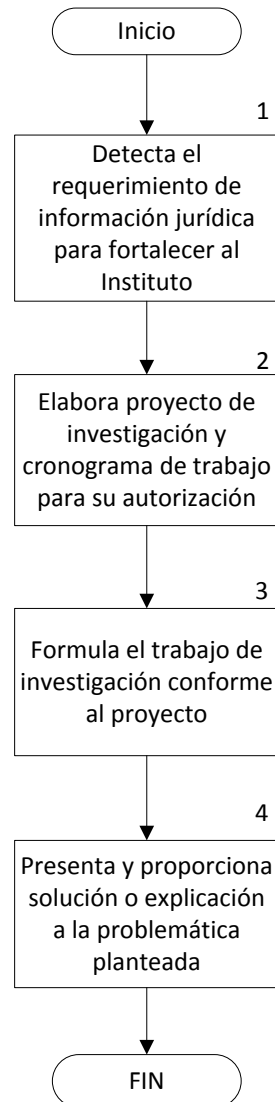 Inicio
1
Detecta el
requerimiento de
información jurídica
para fortalecer al
Instituto
2
Elabora proyecto de
investigación y
cronograma de trabajo
para su autorización
3
Formula el trabajo de
investigación conforme
al proyecto
4
Presenta y proporciona
solución o explicación
a la problemática
planteada
FIN